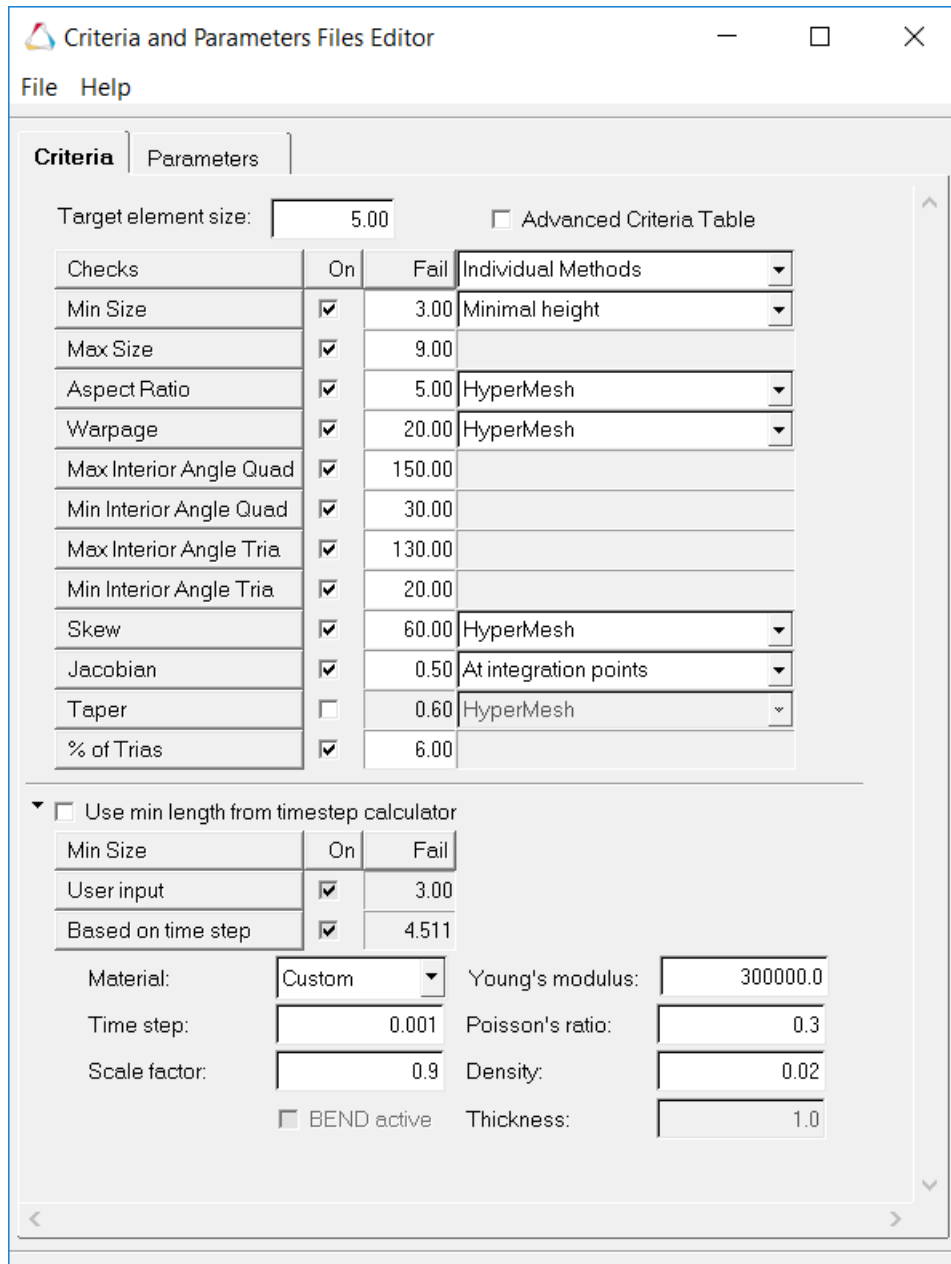 Criteria and Parameters Files Editor
File Help
Criteria Parameters
Target element size: 5.00 Advanced Criteria Table
Checks On Fail Individual Methods
Min Size 3.00 Minimal height
Max Size 9.00
Aspect Ratio 5.00 HyperMesh
Warpage 20.00 HyperMesh
Max Interior Angle Quad 150.00
Min Interior Angle Quad 30.00
Max Interior Angle Tria 130.00
Min Interior Angle Tria 20.00
Skew 60.00 HyperMesh
Jacobian 0.50 At integration points
Taper 0.60 HyperMesh
% of Trias 6.00
Use min length from timestep calculator
Min Size On Fail
User input 3.00
Based on time step 4.511
Material: Custom Young's modulus: 300000.0
Time step: 0.001 Poisson's ratio: 0.3
Scale factor: 0.9 Density: 0.02
BEND active Thickness: 1.0